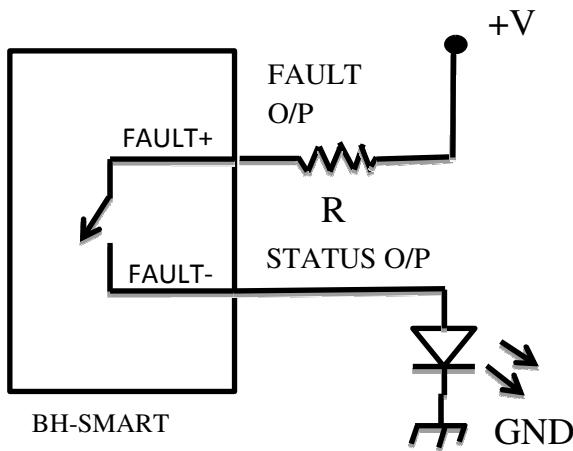 +V
FAULT
O/P
FAULT+
R
STATUS O/P
FAULT-
BH-SMART
GND